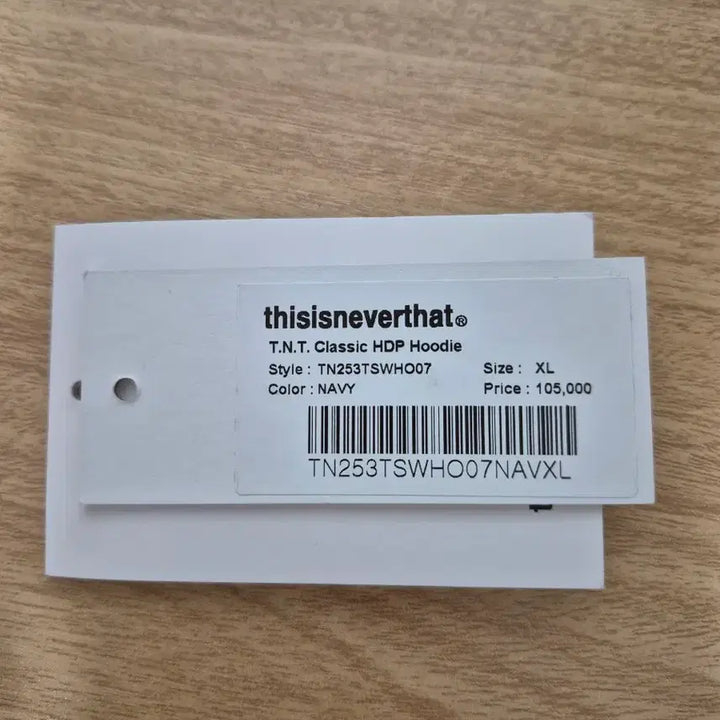 thisisneverthat®
T.N.T. Classic HDP Hoodie
Style : TN253TSWHO07 Size : XL
Color : NAVY Price : 105,000
TN253TSWHO07NAVXL